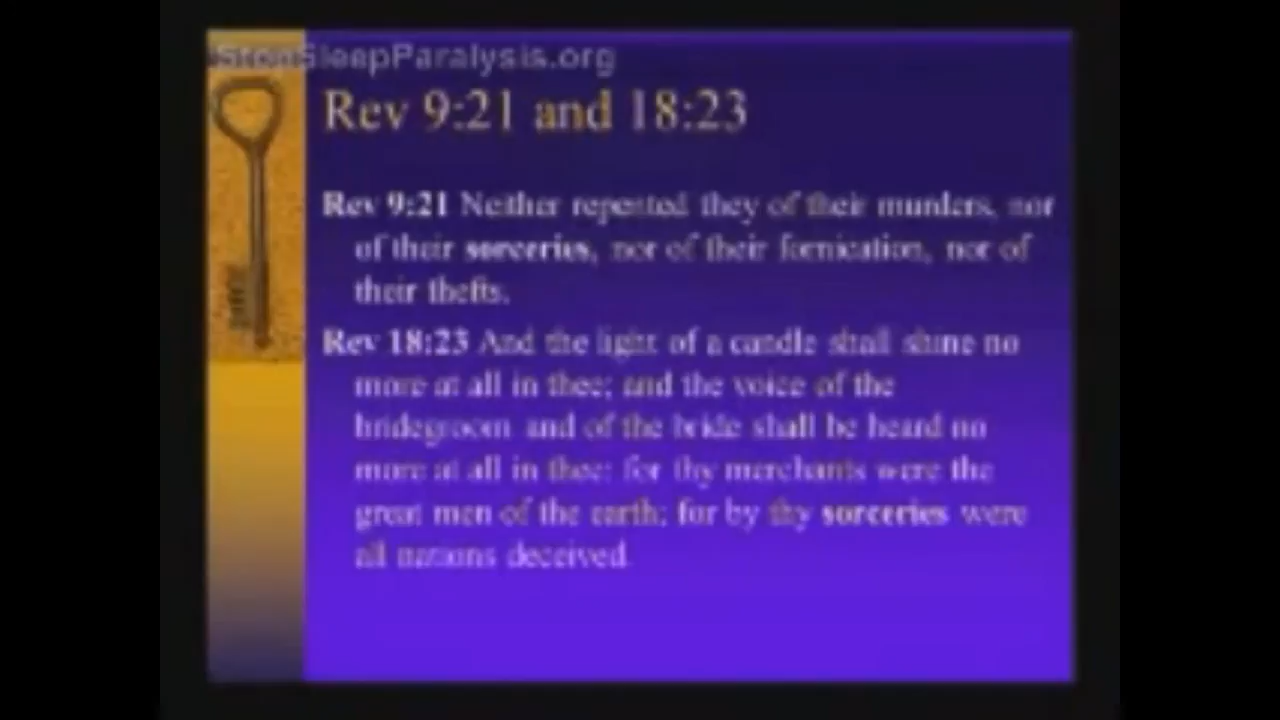 StopSleepParalysis.org
Rev 9:21 and 18:23
Rev 9:21 Neither repented they of their murders, nor
of their sorceries, nor of their fornication, nor of
their thefts.
Rev 18:23 And the light of a candle shall shine no
more at all in thee; and the voice of the
bridegroom and of the bride shall be heard no
more at all in thee: for thy merchants were the
great men of the earth; for by thy sorceries were
all nations deceived.